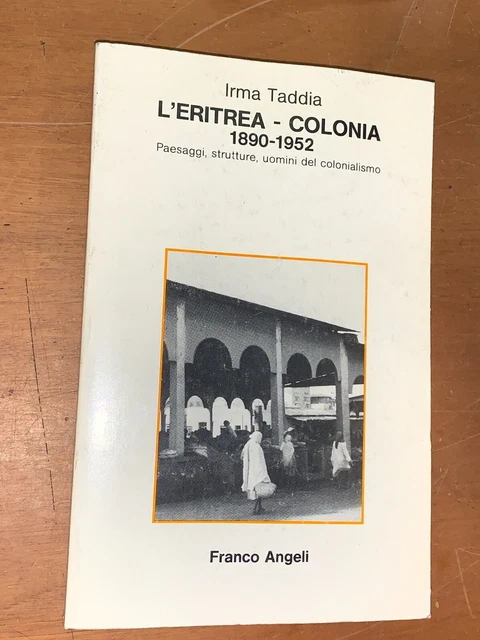 Irma Taddia
L'ERITREA - COLONIA
1890-1952
Paesaggi, strutture, uomini del colonialismo
Franco Angeli